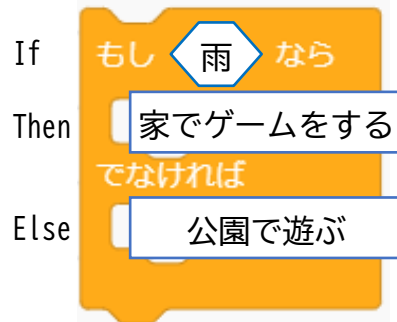 If もし 雨 なら
Then 家でゲームをする
でなければ
Else 公園で遊ぶ